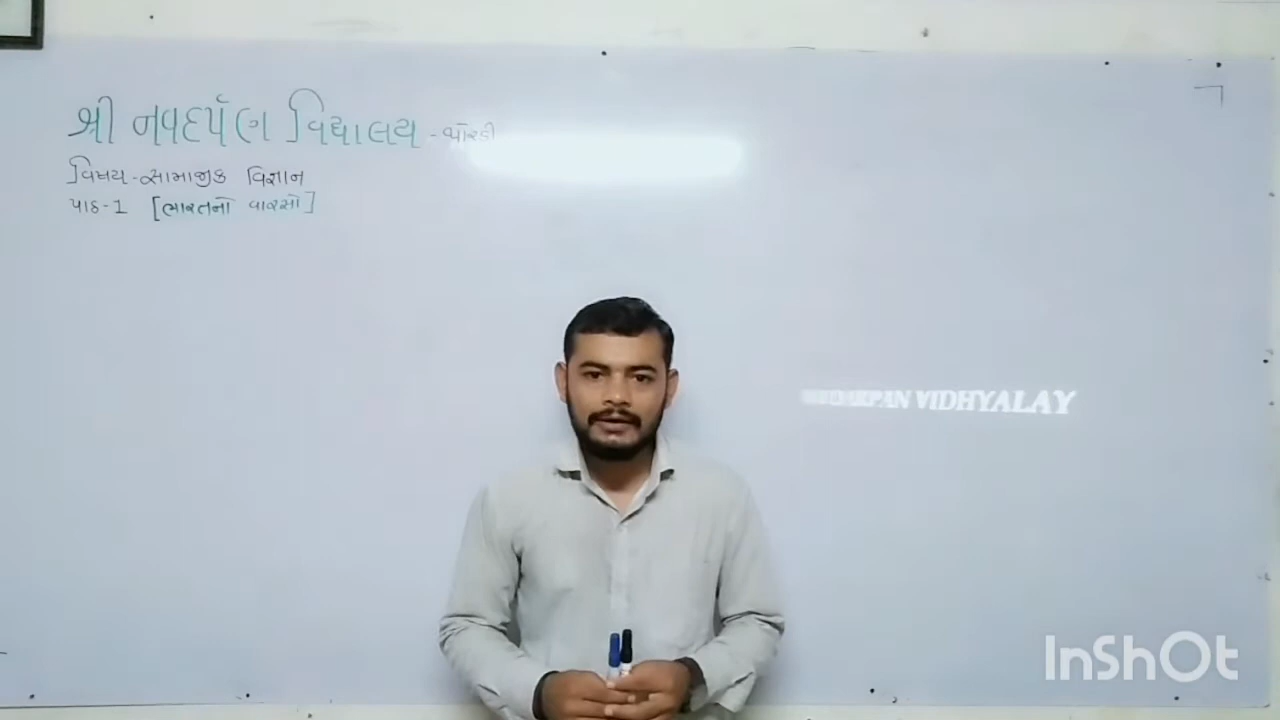 શ્રી નવદર્પણ વિદ્યાલય - બોરડી
વિષય - સામાજીક વિજ્ઞાન
પાઠ-1 [ભારતનો વારસો]
VIDHYALAY
InShOt